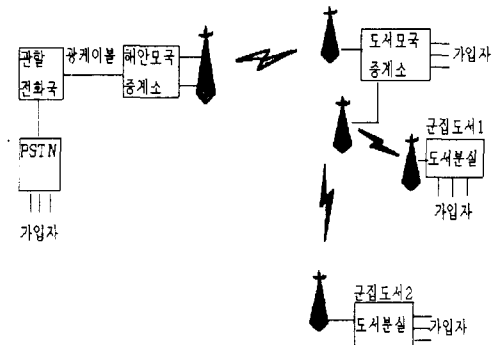 관할
전화국
광케이블
해안모국
중계소
PSTN
가입자
도서모국
중계소
가입자
군집도서1
도서분실
가입자
군집도서2
도서분실
가입자